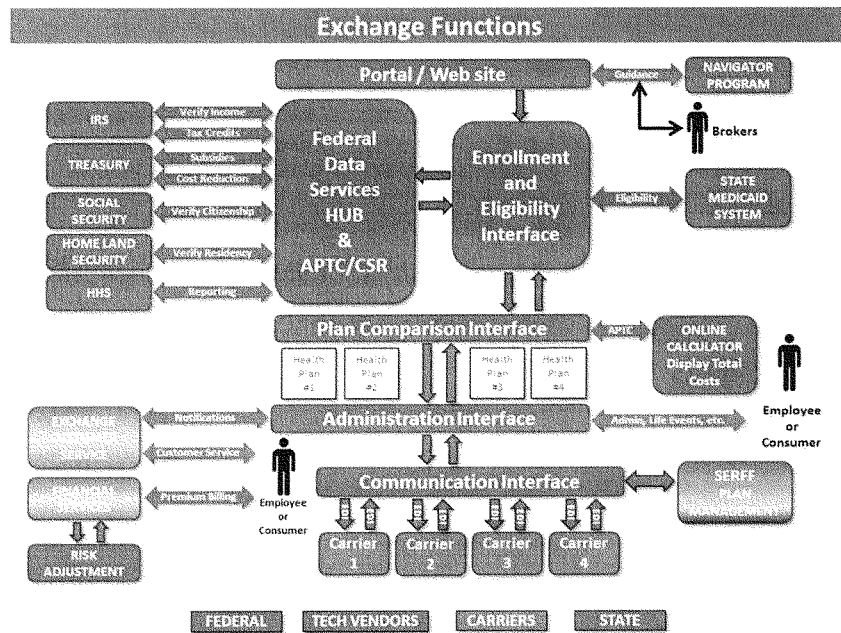 Exchange Functions
Portal / Web site
Guidance
NAVIGATOR
PROGRAM
Brokers
IRS
Verify Income
Tax Credits
TREASURY
Subsidies
Cost Reduction
SOCIAL
SECURITY
Verify Citizenship
HOME LAND
SECURITY
Verify Residency
HHS
Reporting
Federal
Data
Services
HUB
&
APTC/CSR
Enrollment
and
Eligibility
Interface
Eligibility
STATE
MEDICAID
SYSTEM
Plan Comparison Interface
APTC
ONLINE
CALCULATOR
Display Total
Costs
Health
Plan
#1
Health
Plan
#2
Health
Plan
#3
Health
Plan
#4
Employee
or
Consumer
EXCHANGE
SERVICE
Notifications
Customer Service
Administration Interface
Admin, Life Events, etc.
Employee
or
Consumer
FINANCIAL
Premium Billing
Communication Interface
SERFF
PLAN
MANAGEMENT
RISK
ADJUSTMENT
Carrier
1
Carrier
2
Carrier
3
Carrier
4
FEDERAL
TECH VENDORS
CARRIERS
STATE